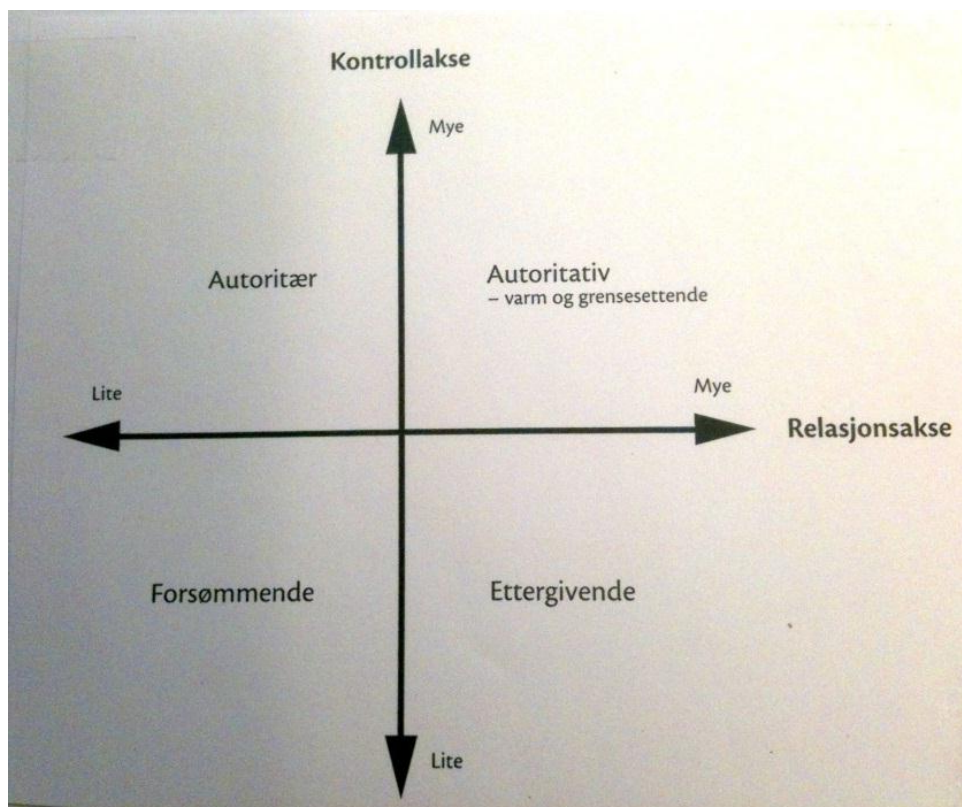 Kontrollakse
Mye
Autoritær
Autoritativ
– varm og grensesettende
Lite
Mye
Relasjonsakse
Forsømmende
Ettergivende
Lite